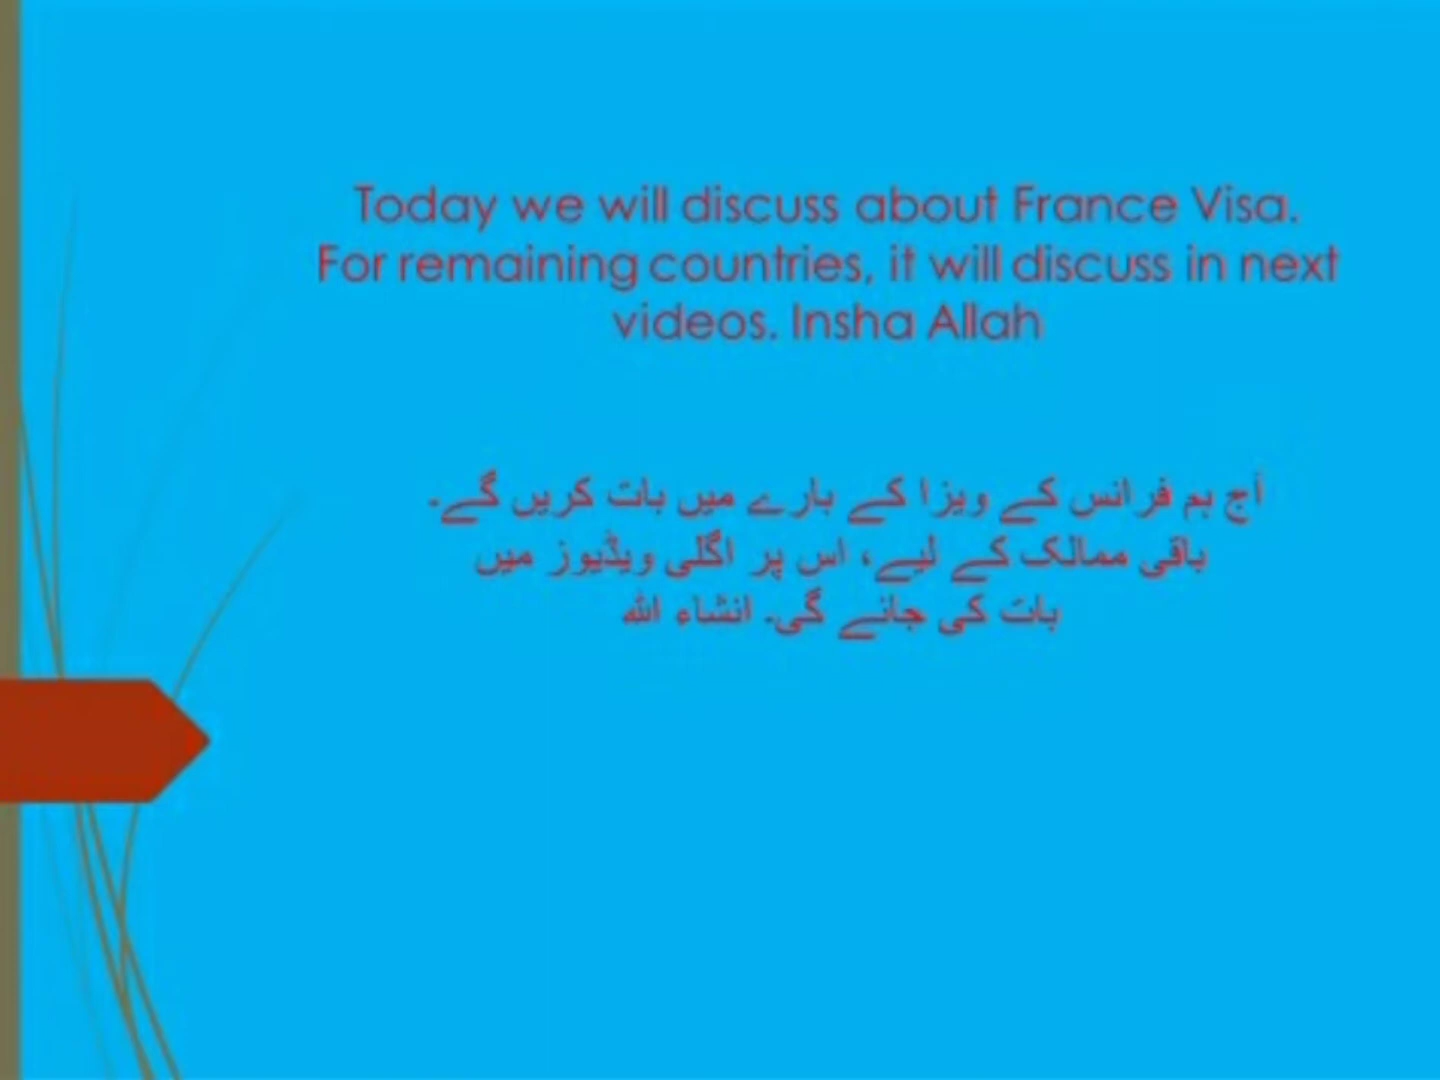 Today we will discuss about France Visa.
For remaining countries, it will discuss in next
videos. Insha Allah
آج ہم فرانس کے ویزا کے بارے میں بات کریں گے۔
باقی ممالک کے لیے، اس پر اگلی ویڈیوز میں
بات کی جانے گی۔ انشاء اللہ